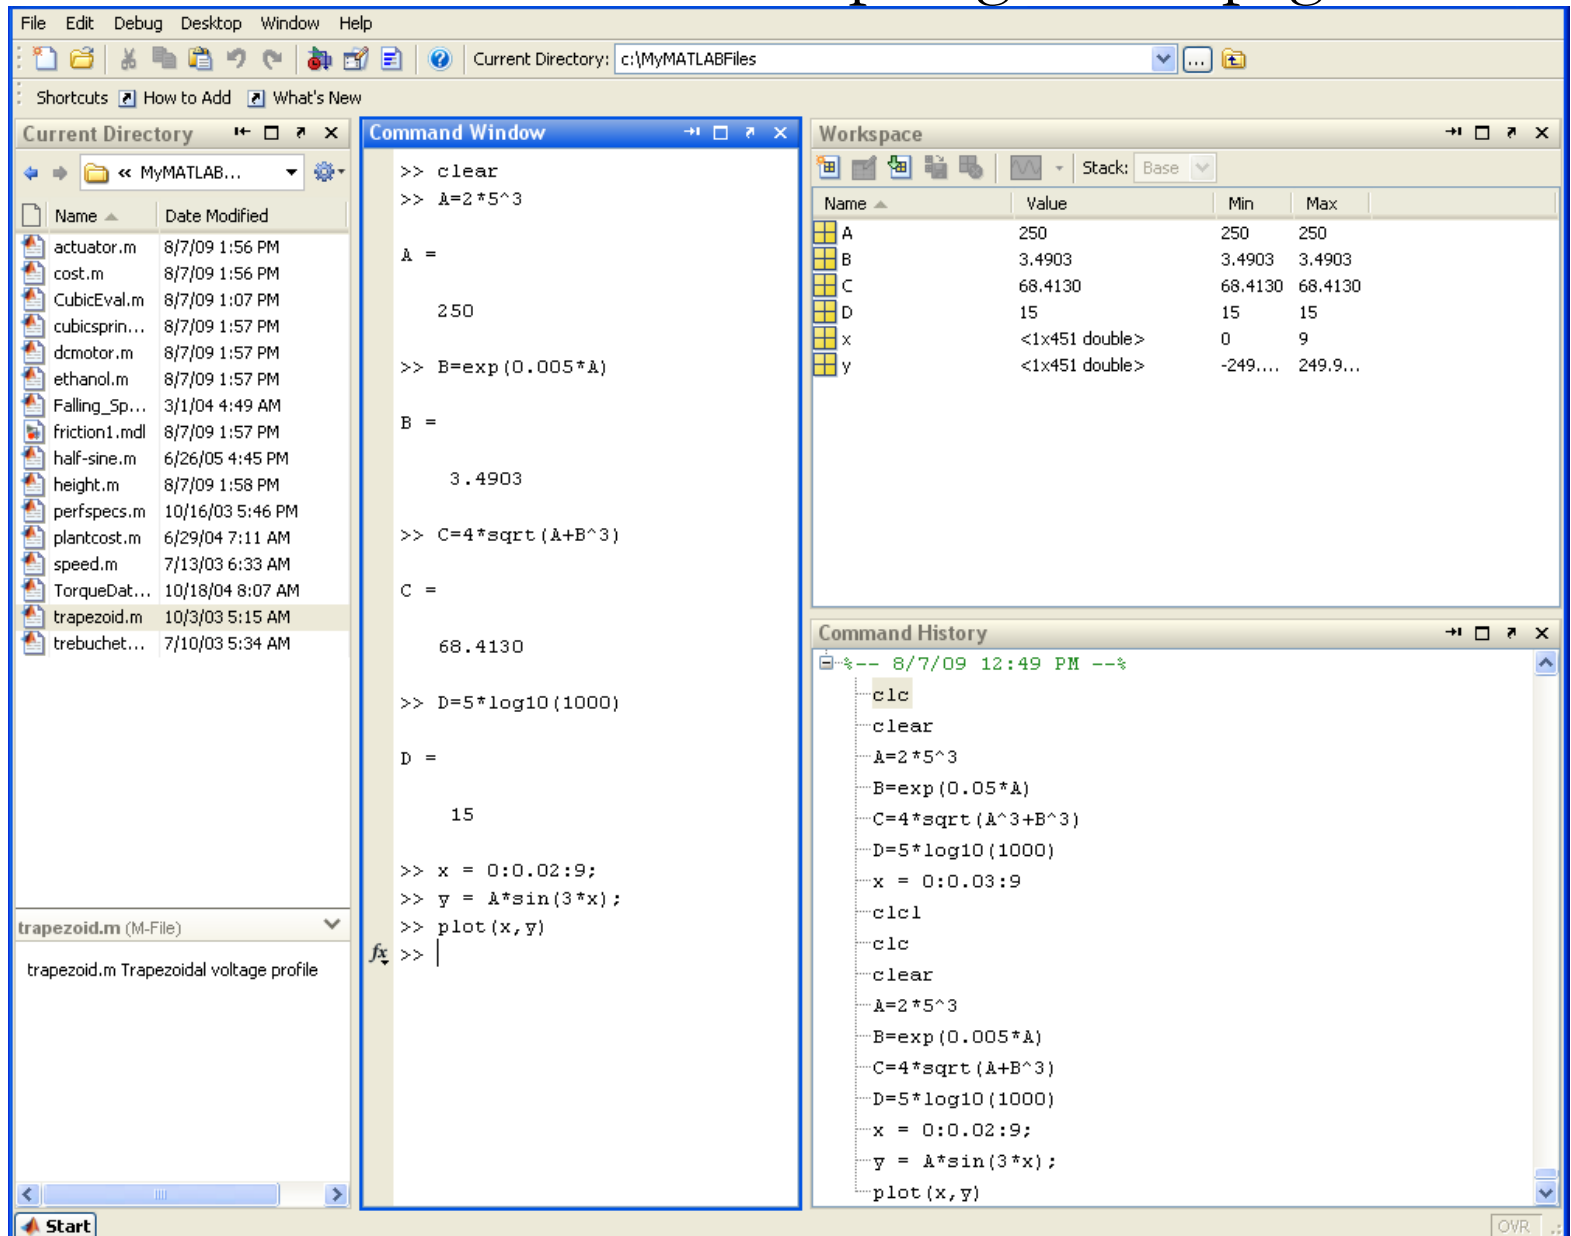 File Edit Debug Desktop Window Help
Current Directory: c:\MyMATLABFiles
Shortcuts How to Add What's New
Current Directory
« MyMATLAB...
Name Date Modified
actuator.m 8/7/09 1:56 PM
cost.m 8/7/09 1:56 PM
CubicEval.m 8/7/09 1:07 PM
cubicsprin... 8/7/09 1:57 PM
dcmotor.m 8/7/09 1:57 PM
ethanol.m 8/7/09 1:57 PM
Falling_Sp... 3/1/04 4:49 AM
friction1.mdl 8/7/09 1:57 PM
half-sine.m 6/26/05 4:45 PM
height.m 8/7/09 1:58 PM
perfspecs.m 10/16/03 5:46 PM
plantcost.m 6/29/04 7:11 AM
speed.m 7/13/03 6:33 AM
TorqueDat... 10/18/04 8:07 AM
trapezoid.m 10/3/03 5:15 AM
trebuchet... 7/10/03 5:34 AM
trapezoid.m (M-File)
trapezoid.m Trapezoidal voltage profile
Start
Command Window
>> clear
>> A=2*5^3
A =
250
>> B=exp(0.005*A)
B =
3.4903
>> C=4*sqrt(A+B^3)
C =
68.4130
>> D=5*log10(1000)
D =
15
>> x = 0:0.02:9;
>> y = A*sin(3*x);
>> plot(x,y)
fx >>
Workspace
Stack: Base
Name Value Min Max
A 250 250 250
B 3.4903 3.4903 3.4903
C 68.4130 68.4130 68.4130
D 15 15 15
x <1x451 double> 0 9
y <1x451 double> -249.... 249.9...
Command History
%-- 8/7/09 12:49 PM --%
clc
clear
A=2*5^3
B=exp(0.05*A)
C=4*sqrt(A^3+B^3)
D=5*log10(1000)
x = 0:0.03:9
clcl
clc
clear
A=2*5^3
B=exp(0.005*A)
C=4*sqrt(A+B^3)
D=5*log10(1000)
x = 0:0.02:9;
y = A*sin(3*x);
plot(x,y)
OVR